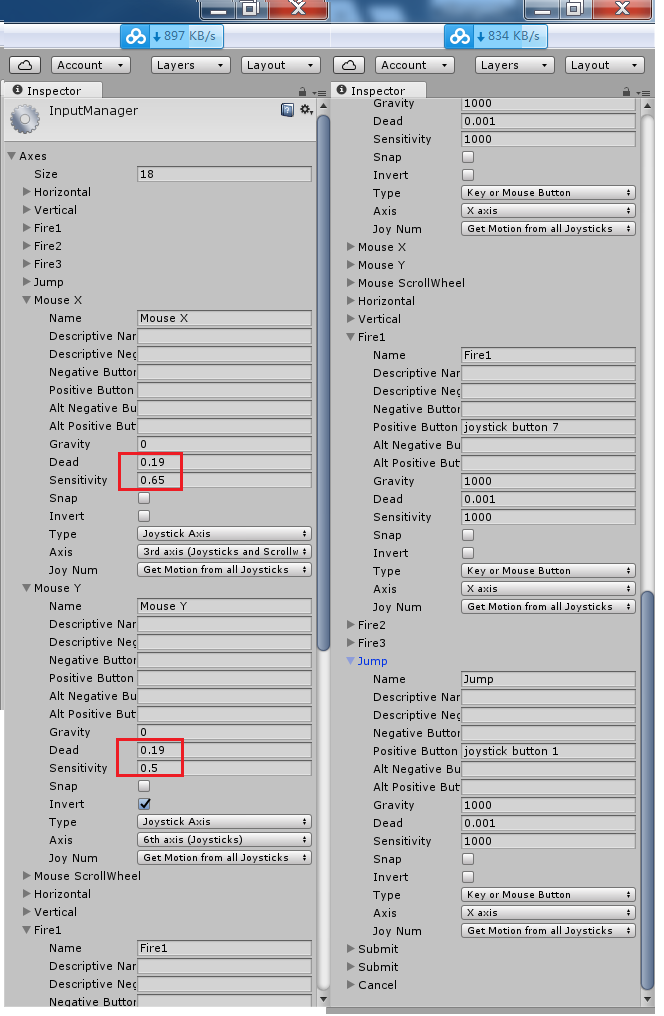 897 KB/s
Account
Layers
Layout
Inspector
InputManager
Axes
Size 18
Horizontal
Vertical
Fire1
Fire2
Fire3
Jump
Mouse X
Name Mouse X
Descriptive Nar
Descriptive Neg
Negative Button
Positive Button
Alt Negative Bu
Alt Positive But
Gravity 0
Dead 0.19
Sensitivity 0.65
Snap
Invert
Type Joystick Axis
Axis 3rd axis (Joysticks and Scrollw
Joy Num Get Motion from all Joysticks
Mouse Y
Name Mouse Y
Descriptive Nar
Descriptive Neg
Negative Button
Positive Button
Alt Negative Bu
Alt Positive But
Gravity 0
Dead 0.19
Sensitivity 0.5
Snap
Invert
Type Joystick Axis
Axis 6th axis (Joysticks)
Joy Num Get Motion from all Joysticks
Mouse ScrollWheel
Horizontal
Vertical
Fire1
Name Fire1
Descriptive Nar
Descriptive Neg
Negative Button
834 KB/s
Account
Layers
Layout
Inspector
Gravity 1000
Dead 0.001
Sensitivity 1000
Snap
Invert
Type Key or Mouse Button
Axis X axis
Joy Num Get Motion from all Joysticks
Mouse X
Mouse Y
Mouse ScrollWheel
Horizontal
Vertical
Fire1
Name Fire1
Descriptive Nar
Descriptive Neg
Negative Button
Positive Button joystick button 7
Alt Negative Bu
Alt Positive But
Gravity 1000
Dead 0.001
Sensitivity 1000
Snap
Invert
Type Key or Mouse Button
Axis X axis
Joy Num Get Motion from all Joysticks
Fire2
Fire3
Jump
Name Jump
Descriptive Nar
Descriptive Neg
Negative Button
Positive Button joystick button 1
Alt Negative Bu
Alt Positive But
Gravity 1000
Dead 0.001
Sensitivity 1000
Snap
Invert
Type Key or Mouse Button
Axis X axis
Joy Num Get Motion from all Joysticks
Submit
Submit
Cancel